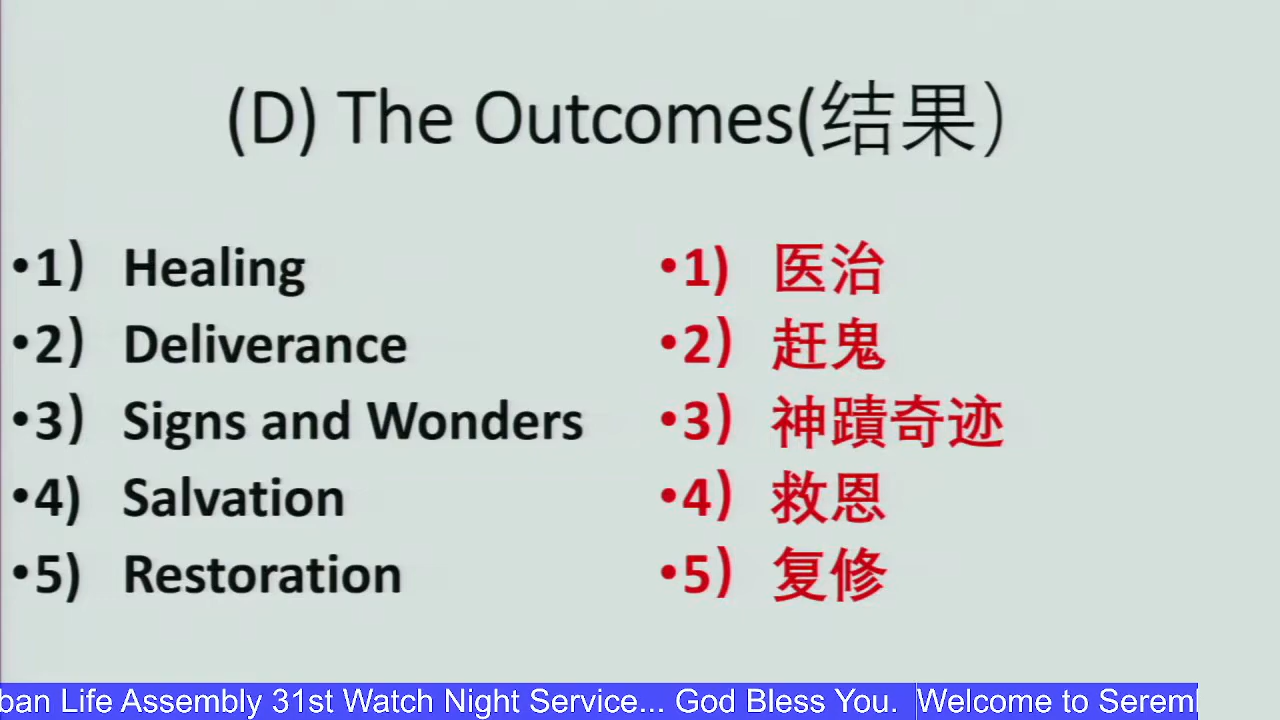 (D) The Outcomes(结果）
•1） Healing
•2） Deliverance
•3） Signs and Wonders
•4) Salvation
•5) Restoration
•1) 医治
•2） 赶鬼
•3） 神蹟奇迹
•4） 救恩
•5） 复修
Life Assembly 31st Watch Night Service... God Bless You. Welcome to